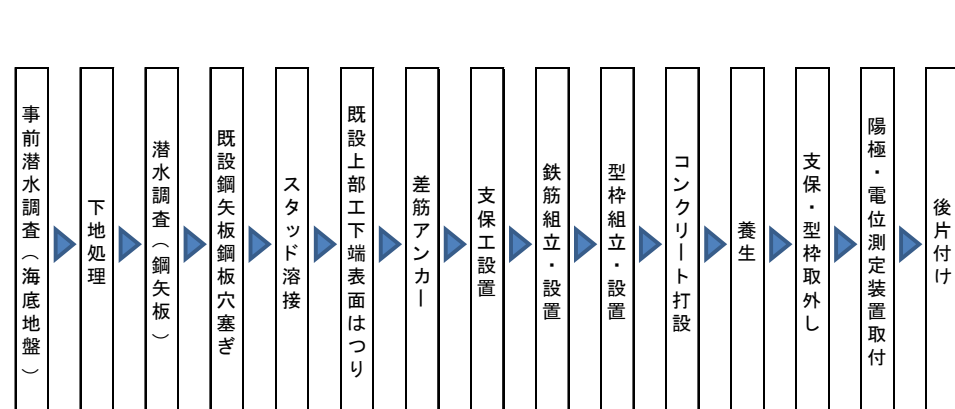 事前潜水調査（海底地盤）
下地処理
潜水調査（鋼矢板）
既設鋼矢板鋼板穴塞ぎ
スタッド溶接
既設上部工下端表面はつり
差筋アンカー
支保工設置
鉄筋組立・設置
型枠組立・設置
コンクリート打設
養生
支保・型枠取外し
陽極・電位測定装置取付
後片付け